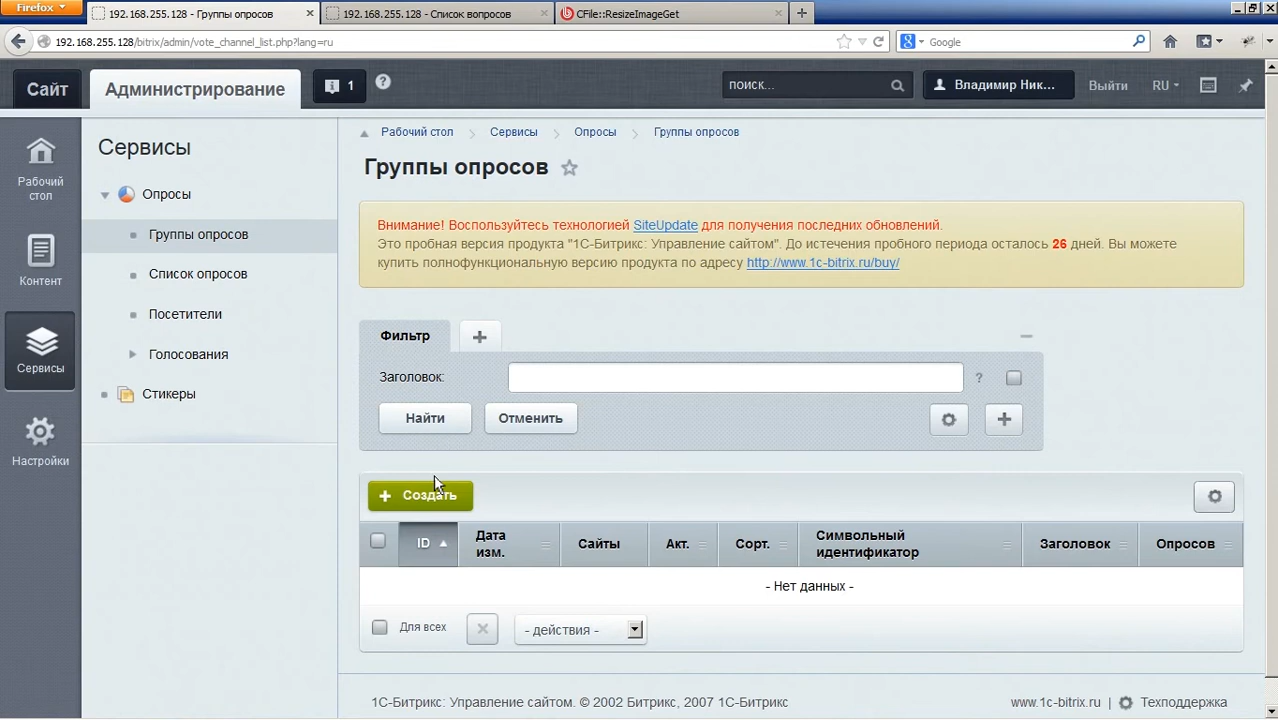 Firefox
192.168.255.128 - Группы опросов
192.168.255.128 - Список вопросов
CFile::ResizeImageGet
192.168.255.128/bitrix/admin/vote_channel_list.php?lang=ru
Google
Сайт
Администрирование
1
?
поиск...
Владимир Ник...
Выйти
RU
Рабочий стол
Контент
Сервисы
Настройки
Сервисы
Опросы
Группы опросов
Список опросов
Посетители
Голосования
Стикеры
Рабочий стол
Сервисы
Опросы
Группы опросов
Группы опросов
Внимание! Воспользуйтесь технологией SiteUpdate для получения последних обновлений.
Это пробная версия продукта "1С-Битрикс: Управление сайтом". До истечения пробного периода осталось 26 дней. Вы можете
купить полнофункциональную версию продукта по адресу http://www.1c-bitrix.ru/buy/
Фильтр
Заголовок:
?
Найти
Отменить
Создать
ID
Дата изм.
Сайты
Акт.
Сорт.
Символьный идентификатор
Заголовок
Опросов
- Нет данных -
Для всех
- действия -
1С-Битрикс: Управление сайтом. © 2002 Битрикс, 2007 1С-Битрикс
www.1c-bitrix.ru
Техподдержка